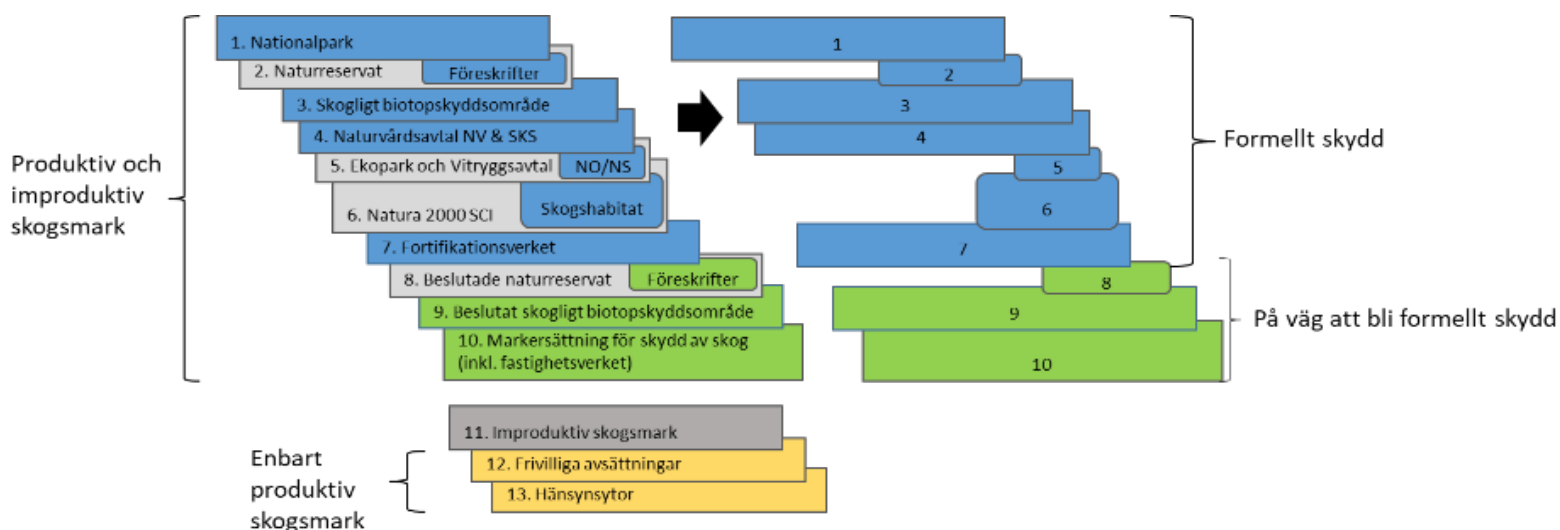 1. Nationalpark
2. Naturreservat
Föreskrifter
3. Skogligt biotopskyddsområde
4. Naturvårdsavtal NV & SKS
5. Ekopark och Vitryggsavtal
NO/NS
6. Natura 2000 SCI
Skogshabitat
7. Fortifikationsverket
8. Beslutade naturreservat
Föreskrifter
9. Beslutat skogligt biotopskyddsområde
10. Markersättning för skydd av skog
(inkl. fastighetsverket)
Produktiv och
improduktiv
skogsmark
1
2
3
4
5
6
7
8
9
10
Formellt skydd
På väg att bli formellt skydd
11. Improduktiv skogsmark
12. Frivilliga avsättningar
13. Hänsynsytor
Enbart
produktiv
skogsmark